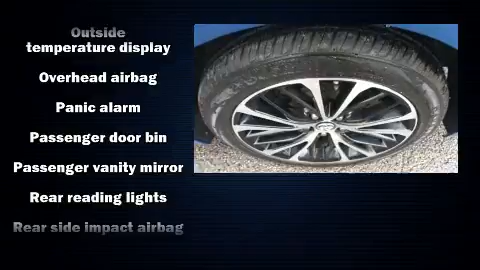 Outside
temperature display
Overhead airbag
Panic alarm
Passenger door bin
Passenger vanity mirror
Rear reading lights
Rear side impact airbag